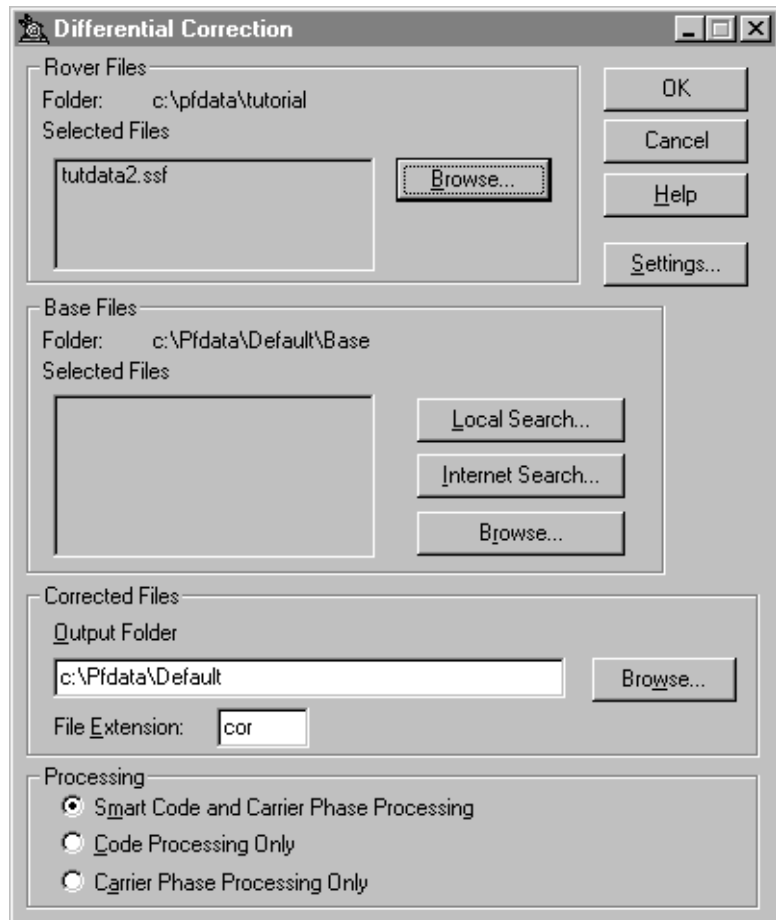 Differential Correction
Rover Files
Folder: c:\pfdata\tutorial
Selected Files
tutdata2.ssf
Browse...
OK
Cancel
Help
Settings...
Base Files
Folder: c:\Pfdata\Default\Base
Selected Files
Local Search...
Internet Search...
Browse...
Corrected Files
Output Folder
c:\Pfdata\Default
Browse...
File Extension: cor
Processing
Smart Code and Carrier Phase Processing
Code Processing Only
Carrier Phase Processing Only